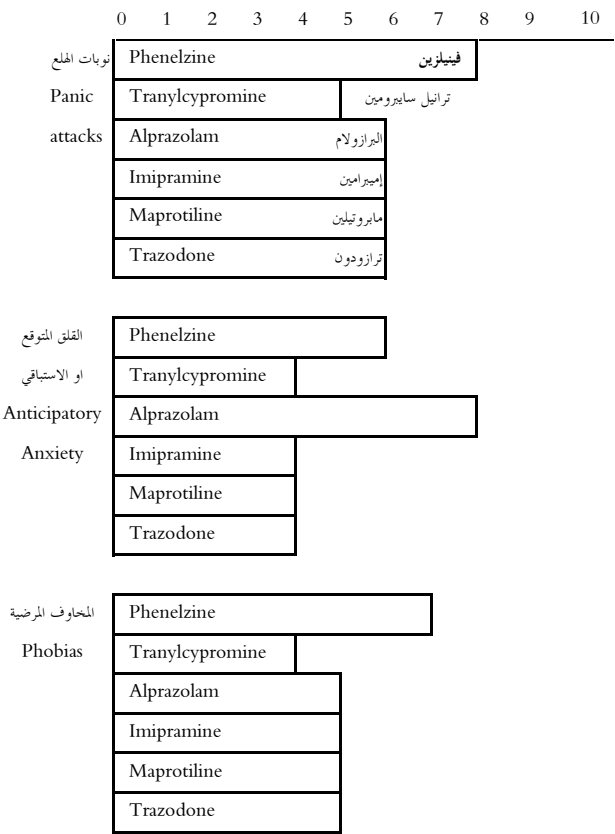 0 1 2 3 4 5 6 7 8 9 10
نوبات الهلع Phenelzine فينيلزين
Panic Tranylcypromine ترانيل سايبرومين
attacks Alprazolam البرازولام
Imipramine إميبرامين
Maprotiline مابروتيلين
Trazodone ترازودون
القلق المتوقع Phenelzine
او الاستباقي Tranylcypromine
Anticipatory Alprazolam
Anxiety Imipramine
Maprotiline
Trazodone
المخاوف المرضية Phenelzine
Phobias Tranylcypromine
Alprazolam
Imipramine
Maprotiline
Trazodone